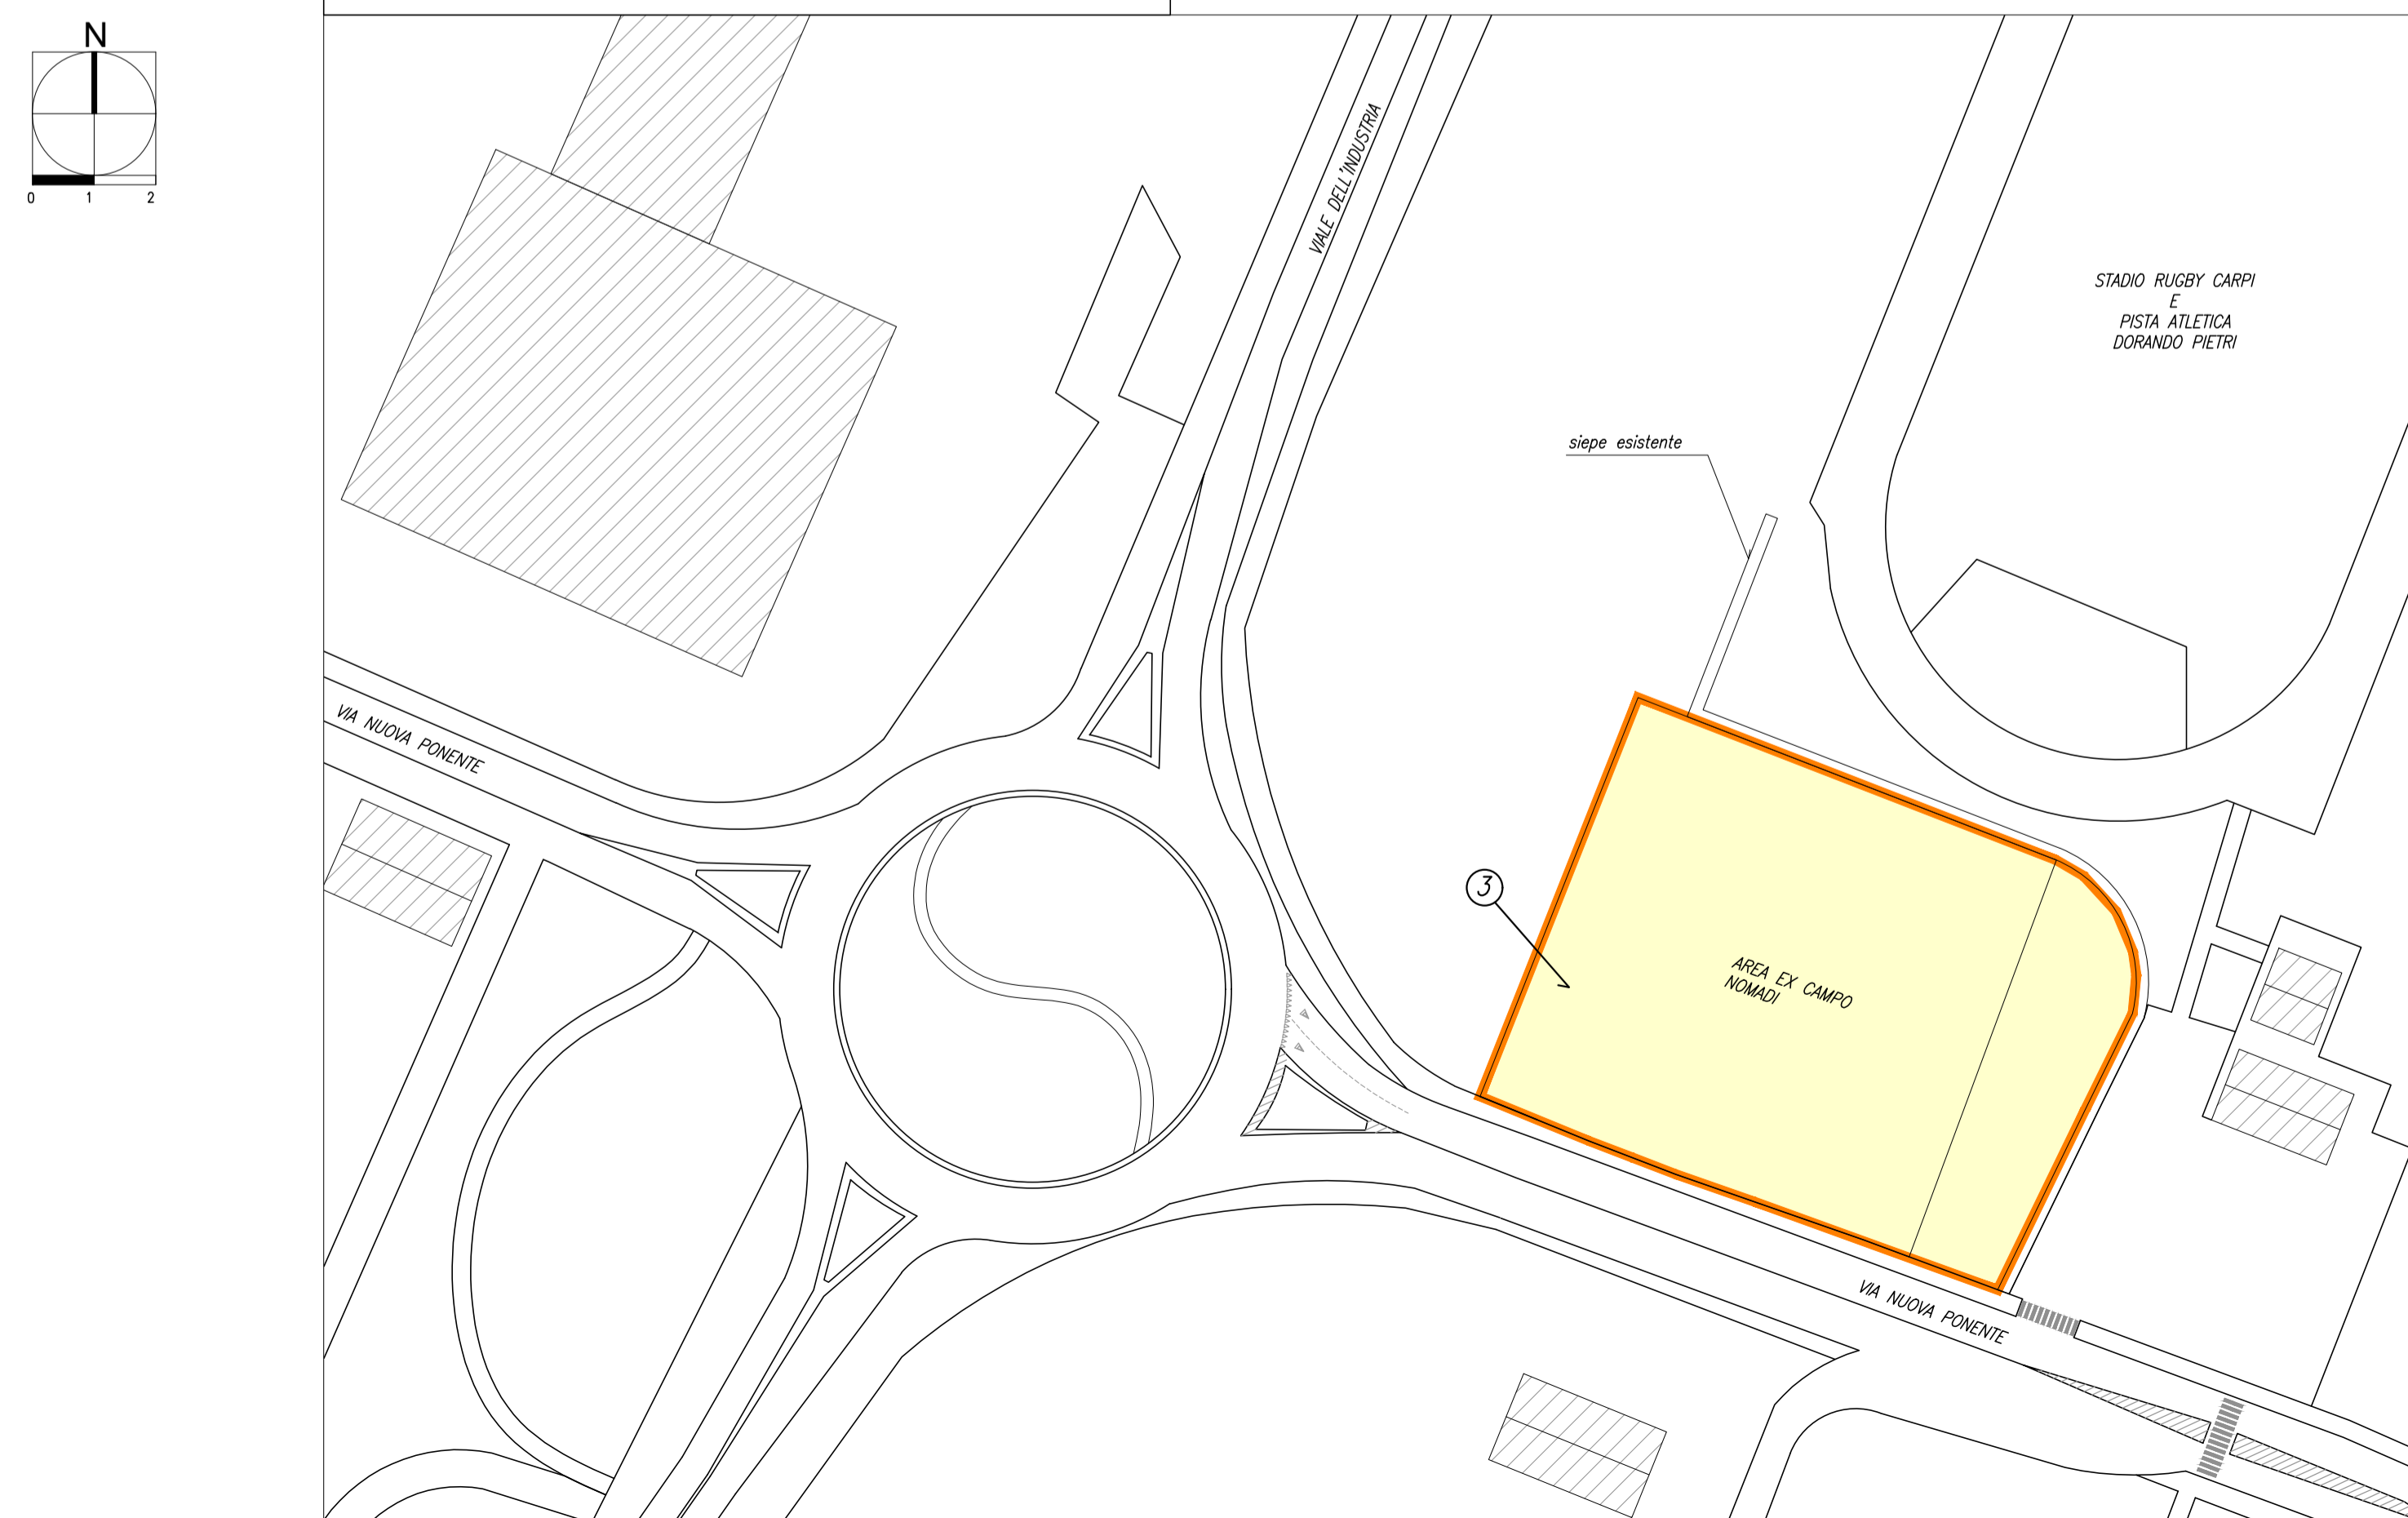 N
0 1 2
VIALE DELL'INDUSTRIA
STADIO RUGBY CARPI
E
PISTA ATLETICA
DORANDO PIETRI
siepe esistente
VIA NUOVA PONENTE
3
AREA EX CAMPO
NOMADI
VIA NUOVA PONENTE